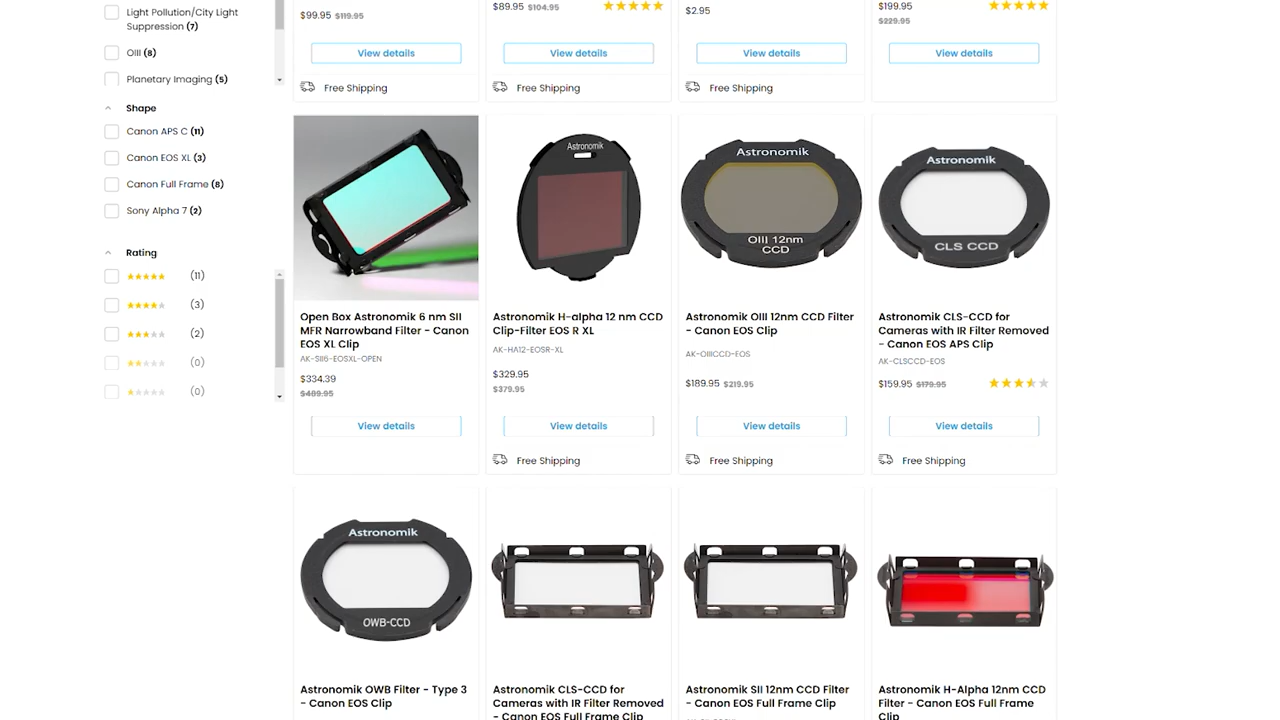 Light Pollution/City Light
Suppression (7)
OIII (8)
Planetary Imaging (5)
Shape
Canon APS C (11)
Canon EOS XL (3)
Canon Full Frame (8)
Sony Alpha 7 (2)
Rating
(11)
(3)
(2)
(0)
(0)
$99.95 $119.95
View details
Free Shipping
$89.95 $104.95
View details
Free Shipping
$2.95
View details
Free Shipping
$199.95
$229.95
View details
Open Box Astronomik 6 nm SII
MFR Narrowband Filter - Canon
EOS XL Clip
AK-SII6-EOSXL-OPEN
$334.39
$489.95
View details
Astronomik
Astronomik H-alpha 12 nm CCD
Clip-Filter EOS R XL
AK-HA12-EOSR-XL
$329.95
$379.95
View details
Free Shipping
Astronomik
OIII 12nm
CCD
Astronomik OIII 12nm CCD Filter
- Canon EOS Clip
AK-OIIICCD-EOS
$189.95 $219.95
View details
Free Shipping
Astronomik
CLS CCD
Astronomik CLS-CCD for
Cameras with IR Filter Removed
- Canon EOS APS Clip
AK-CLSCCD-EOS
$159.95 $179.95
View details
Free Shipping
Astronomik
OWB-CCD
Astronomik OWB Filter - Type 3
- Canon EOS Clip
Astronomik CLS-CCD for
Cameras with IR Filter Removed
- Canon EOS Full Frame Clip
Astronomik SII 12nm CCD Filter
- Canon EOS Full Frame Clip
Astronomik H-Alpha 12nm CCD
Filter - Canon EOS Full Frame
Clip